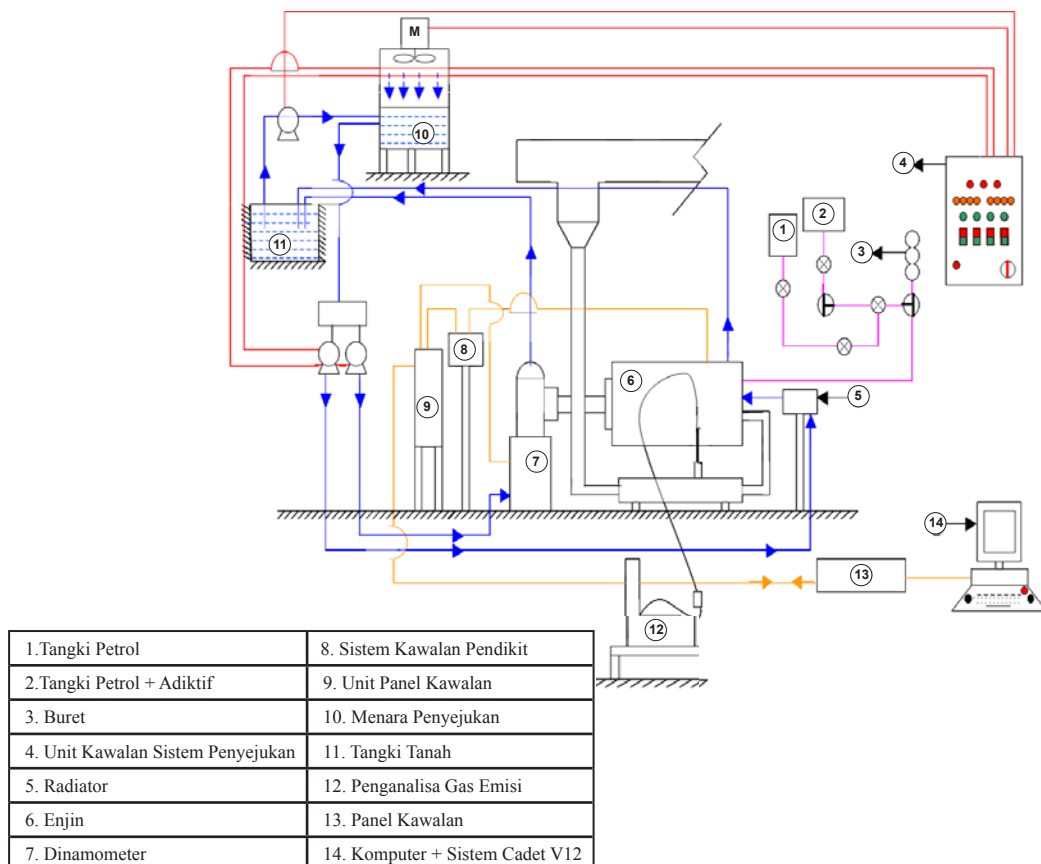 M
10
4
2
1
3
11
8
6
9
5
7
14
13
12
1.Tangki Petrol
8. Sistem Kawalan Pendikit
2.Tangki Petrol + Adiktif
9. Unit Panel Kawalan
3. Buret
10. Menara Penyejukan
4. Unit Kawalan Sistem Penyejukan
11. Tangki Tanah
5. Radiator
12. Penganalisa Gas Emisi
6. Enjin
13. Panel Kawalan
7. Dinamometer
14. Komputer + Sistem Cadet V12